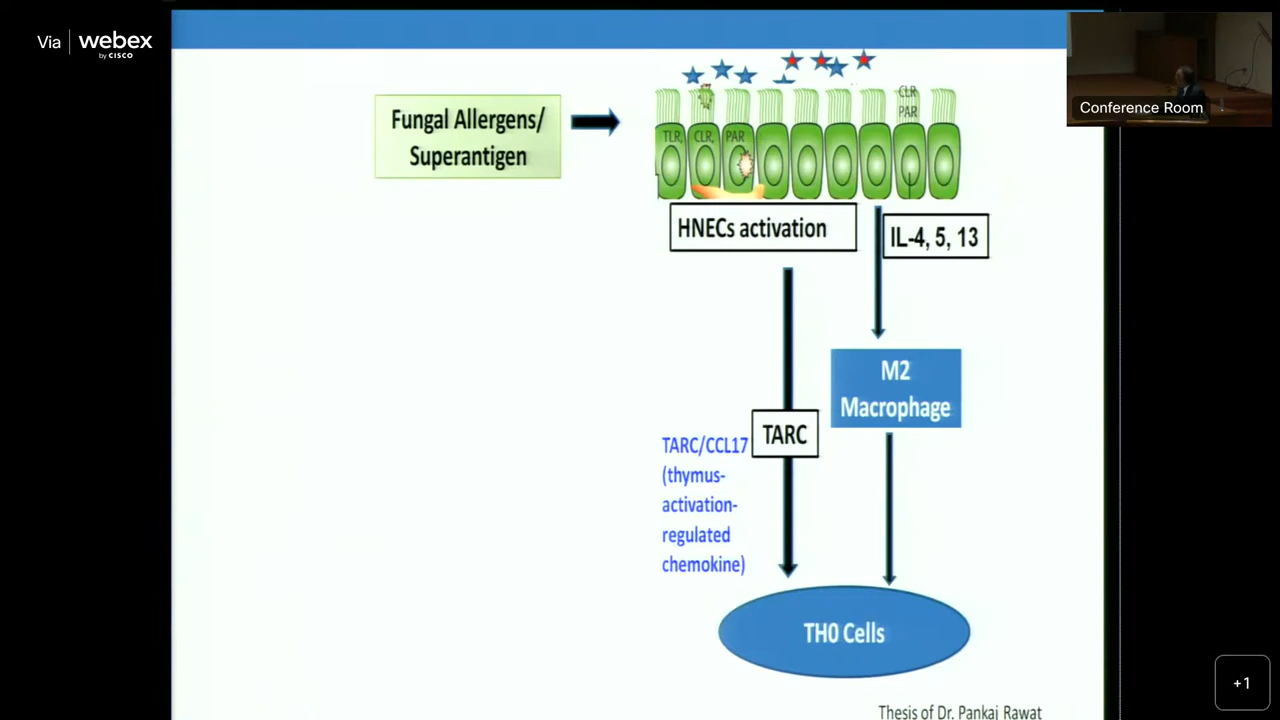 Via webex
by CISCO
Conference Room
Fungal Allergens/
Superantigen
CLR
PAR
TLR, CLR, PAR
HNECs activation
IL-4, 5, 13
M2
Macrophage
TARC
TARC/CCL17
(thymus-
activation-
regulated
chemokine)
TH0 Cells
Thesis of Dr. Pankaj Rawat
+1